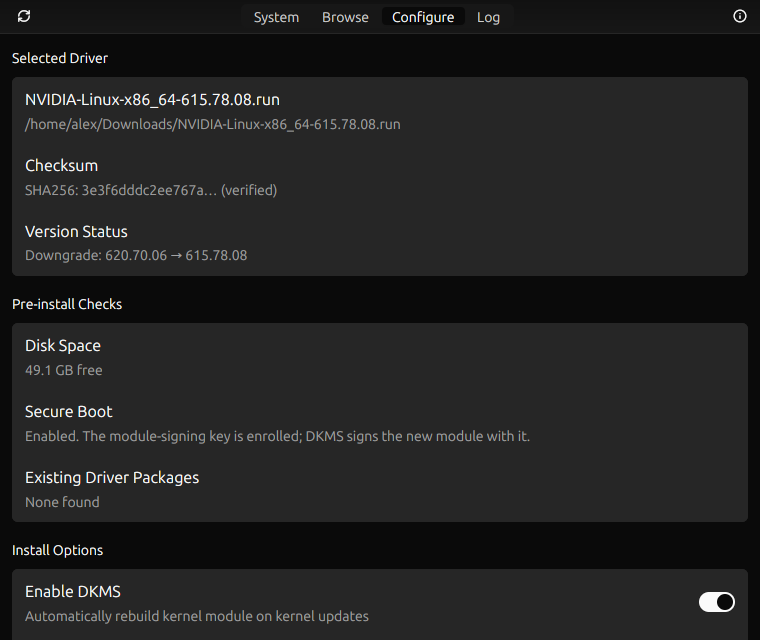 System Browse Configure Log
Selected Driver
NVIDIA-Linux-x86_64-615.78.08.run
/home/alex/Downloads/NVIDIA-Linux-x86_64-615.78.08.run
Checksum
SHA256: 3e3f6dddc2ee767a… (verified)
Version Status
Downgrade: 620.70.06 → 615.78.08
Pre-install Checks
Disk Space
49.1 GB free
Secure Boot
Enabled. The module-signing key is enrolled; DKMS signs the new module with it.
Existing Driver Packages
None found
Install Options
Enable DKMS
Automatically rebuild kernel module on kernel updates